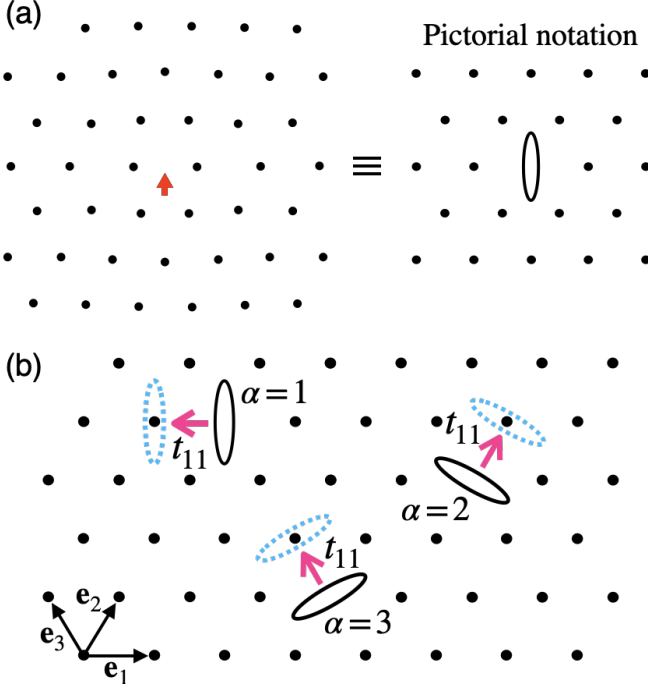 (a)
Pictorial notation
≡
(b)
α=1
t₁₁
t₁₁
α=2
t₁₁
α=3
e₂
e₃
e₁